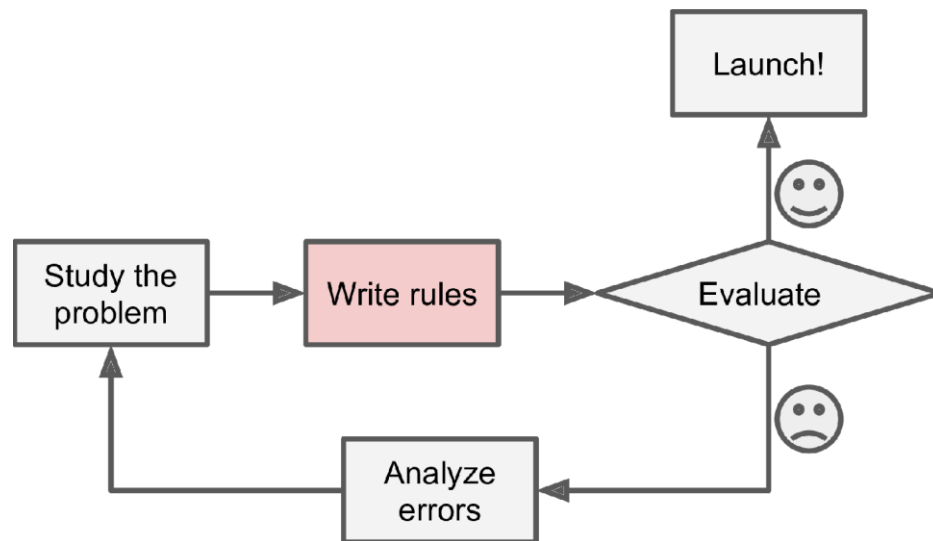 Launch!
Study the
problem
Write rules
Evaluate
Analyze
errors